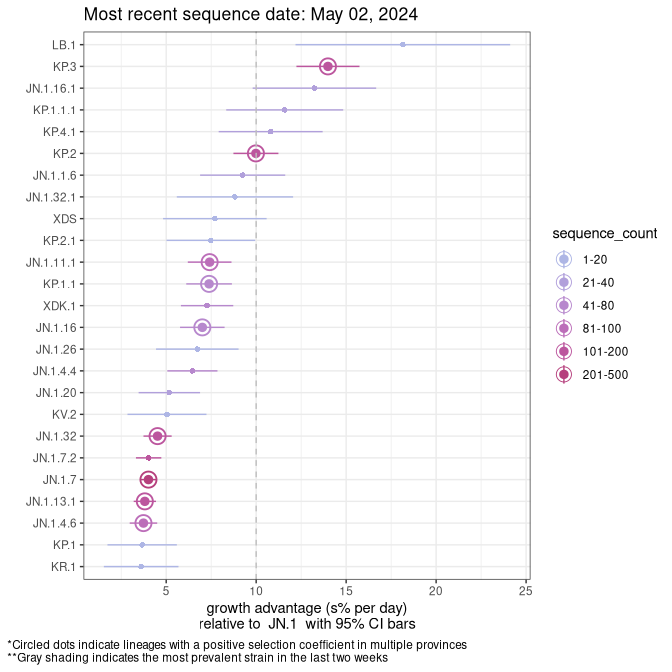 Most recent sequence date: May 02, 2024
LB.1
KP.3
JN.1.16.1
KP.1.1.1
KP.4.1
KP.2
JN.1.1.6
JN.1.32.1
XDS
KP.2.1
JN.1.11.1
KP.1.1
XDK.1
JN.1.16
JN.1.26
JN.1.4.4
JN.1.20
KV.2
JN.1.32
JN.1.7.2
JN.1.7
JN.1.13.1
JN.1.4.6
KP.1
KR.1
5 10 15 20 25
growth advantage (s% per day)
relative to JN.1 with 95% CI bars
sequence_count
1-20
21-40
41-80
81-100
101-200
201-500
*Circled dots indicate lineages with a positive selection coefficient in multiple provinces
**Gray shading indicates the most prevalent strain in the last two weeks